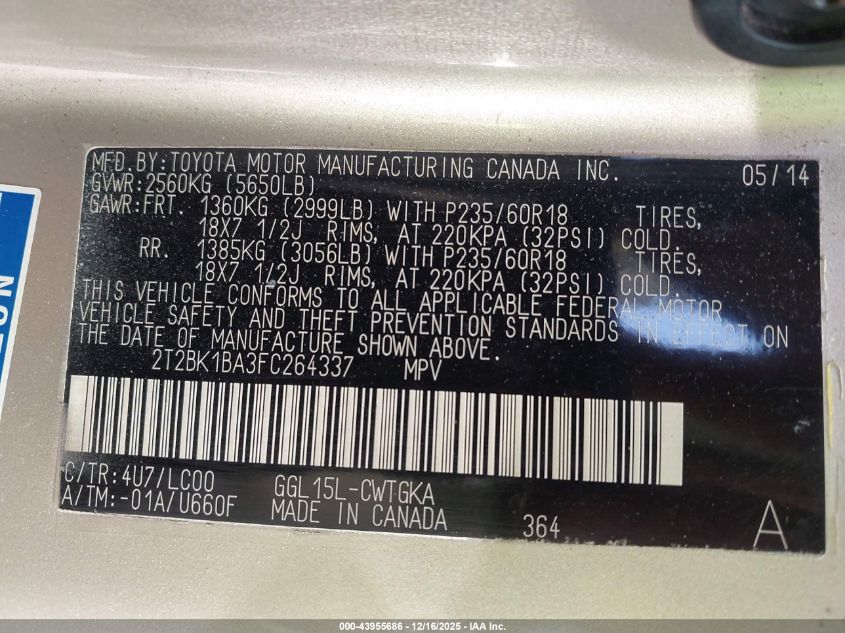 MFD.BY:TOYOTA MOTOR MANUFACTURING CANADA INC. 05/14
GVWR:2560KG (5650LB)
GAWR:FRT. 1360KG (2999LB) WITH P235/60R18 TIRES,
18X7 1/2J RIMS, AT 220KPA (32PSI) COLD.
RR. 1385KG (3056LB) WITH P235/60R18 TIRES,
18X7 1/2J RIMS, AT 220KPA (32PSI) COLD.
THIS VEHICLE CONFORMS TO ALL APPLICABLE FEDERAL MOTOR
VEHICLE SAFETY AND THEFT PREVENTION STANDARDS IN EFFECT ON
THE DATE OF MANUFACTURE SHOWN ABOVE.
2T2BK1BA3FC264337 MPV
C/TR:4U7/LC00 GGL15L-CWTGKA
A/TM:-01A/U660F MADE IN CANADA 364 A
000-43955686 - 12/16/2025 - IAA Inc.